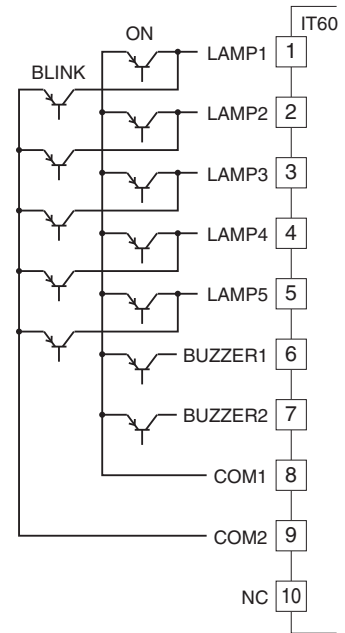 IT60
ON
BLINK
LAMP1 1
LAMP2 2
LAMP3 3
LAMP4 4
LAMP5 5
BUZZER1 6
BUZZER2 7
COM1 8
COM2 9
NC 10